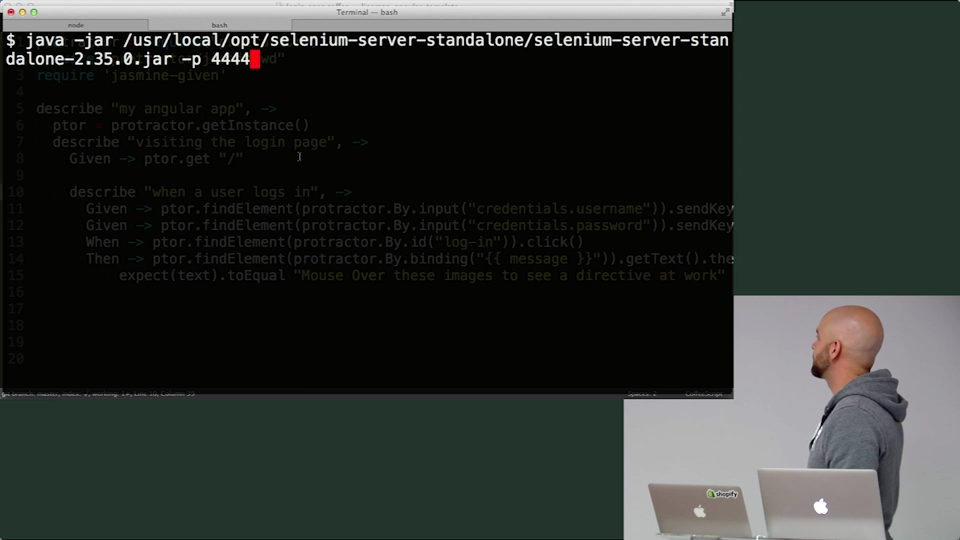 Terminal — bash
node
bash
$ java -jar /usr/local/opt/selenium-server-standalone/selenium-server-stan
dalone-2.35.0.jar -p 4444
3 require 'jasmine-given'
4
5 describe "my angular app", ->
6 ptor = protractor.getInstance()
7 describe "visiting the login page", ->
8 Given -> ptor.get "/"
9
10 describe "when a user logs in", ->
11 Given -> ptor.findElement(protractor.By.input("credentials.username")).sendKey
12 Given -> ptor.findElement(protractor.By.input("credentials.password")).sendKey
13 When -> ptor.findElement(protractor.By.id("log-in")).click()
14 Then -> ptor.findElement(protractor.By.binding("{{ message }}")).getText().the
15 expect(text).toEqual "Mouse Over these images to see a directive at work"
16
17
18
19
20
CoffeeScript
shopify